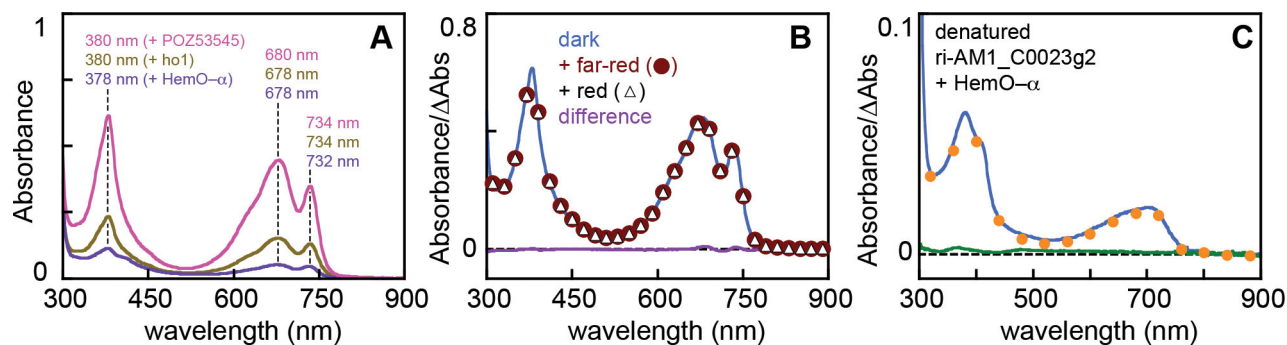 A
1
Absorbance
0
380 nm (+ POZ53545)
380 nm (+ ho1)
378 nm (+ HemO–α)
680 nm
678 nm
678 nm
734 nm
734 nm
732 nm
300
450
600
750
900
wavelength (nm)
B
0.8
Absorbance/ΔAbs
0
dark
+ far-red (●)
+ red (△)
difference
300
450
600
750
900
wavelength (nm)
C
0.1
Absorbance/ΔAbs
0
denatured
ri-AM1_C0023g2
+ HemO–α
300
500
700
900
wavelength (nm)